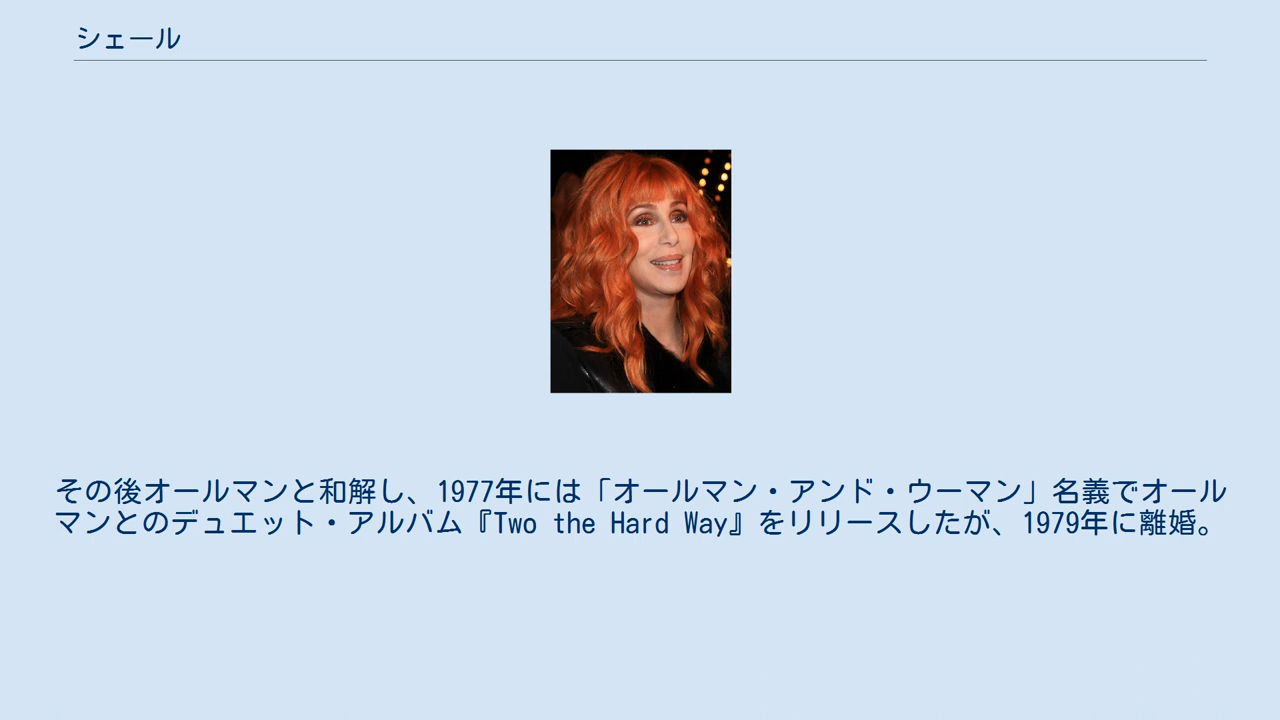 シェール
その後オールマンと和解し、1977年には「オールマン・アンド・ウーマン」名義でオール
マンとのデュエット・アルバム『Two the Hard Way』をリリースしたが、1979年に離婚。